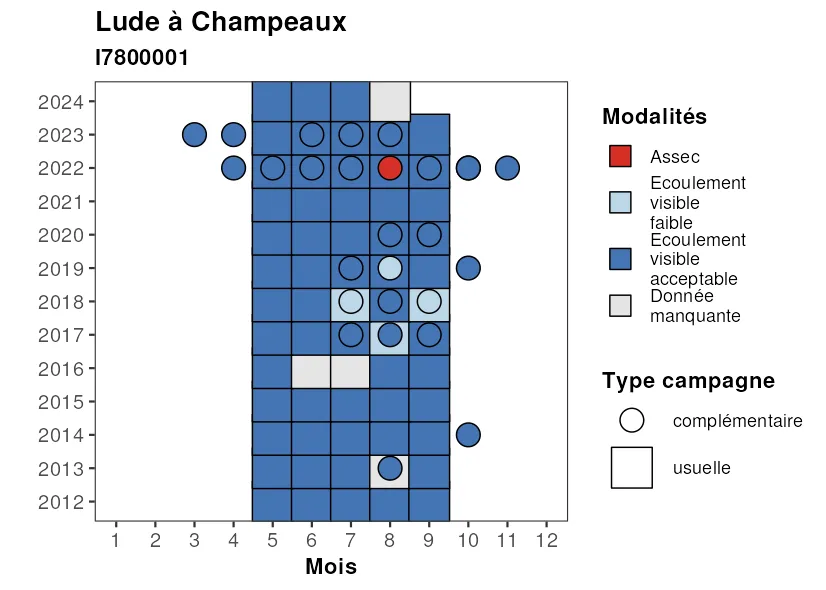 Lude à Champeaux
I7800001
2024
2023
2022
2021
2020
2019
2018
2017
2016
2015
2014
2013
2012
1 2 3 4 5 6 7 8 9 10 11 12
Mois
Modalités
Assec
Ecoulement
visible
faible
Ecoulement
visible
acceptable
Donnée
manquante
Type campagne
complémentaire
usuelle